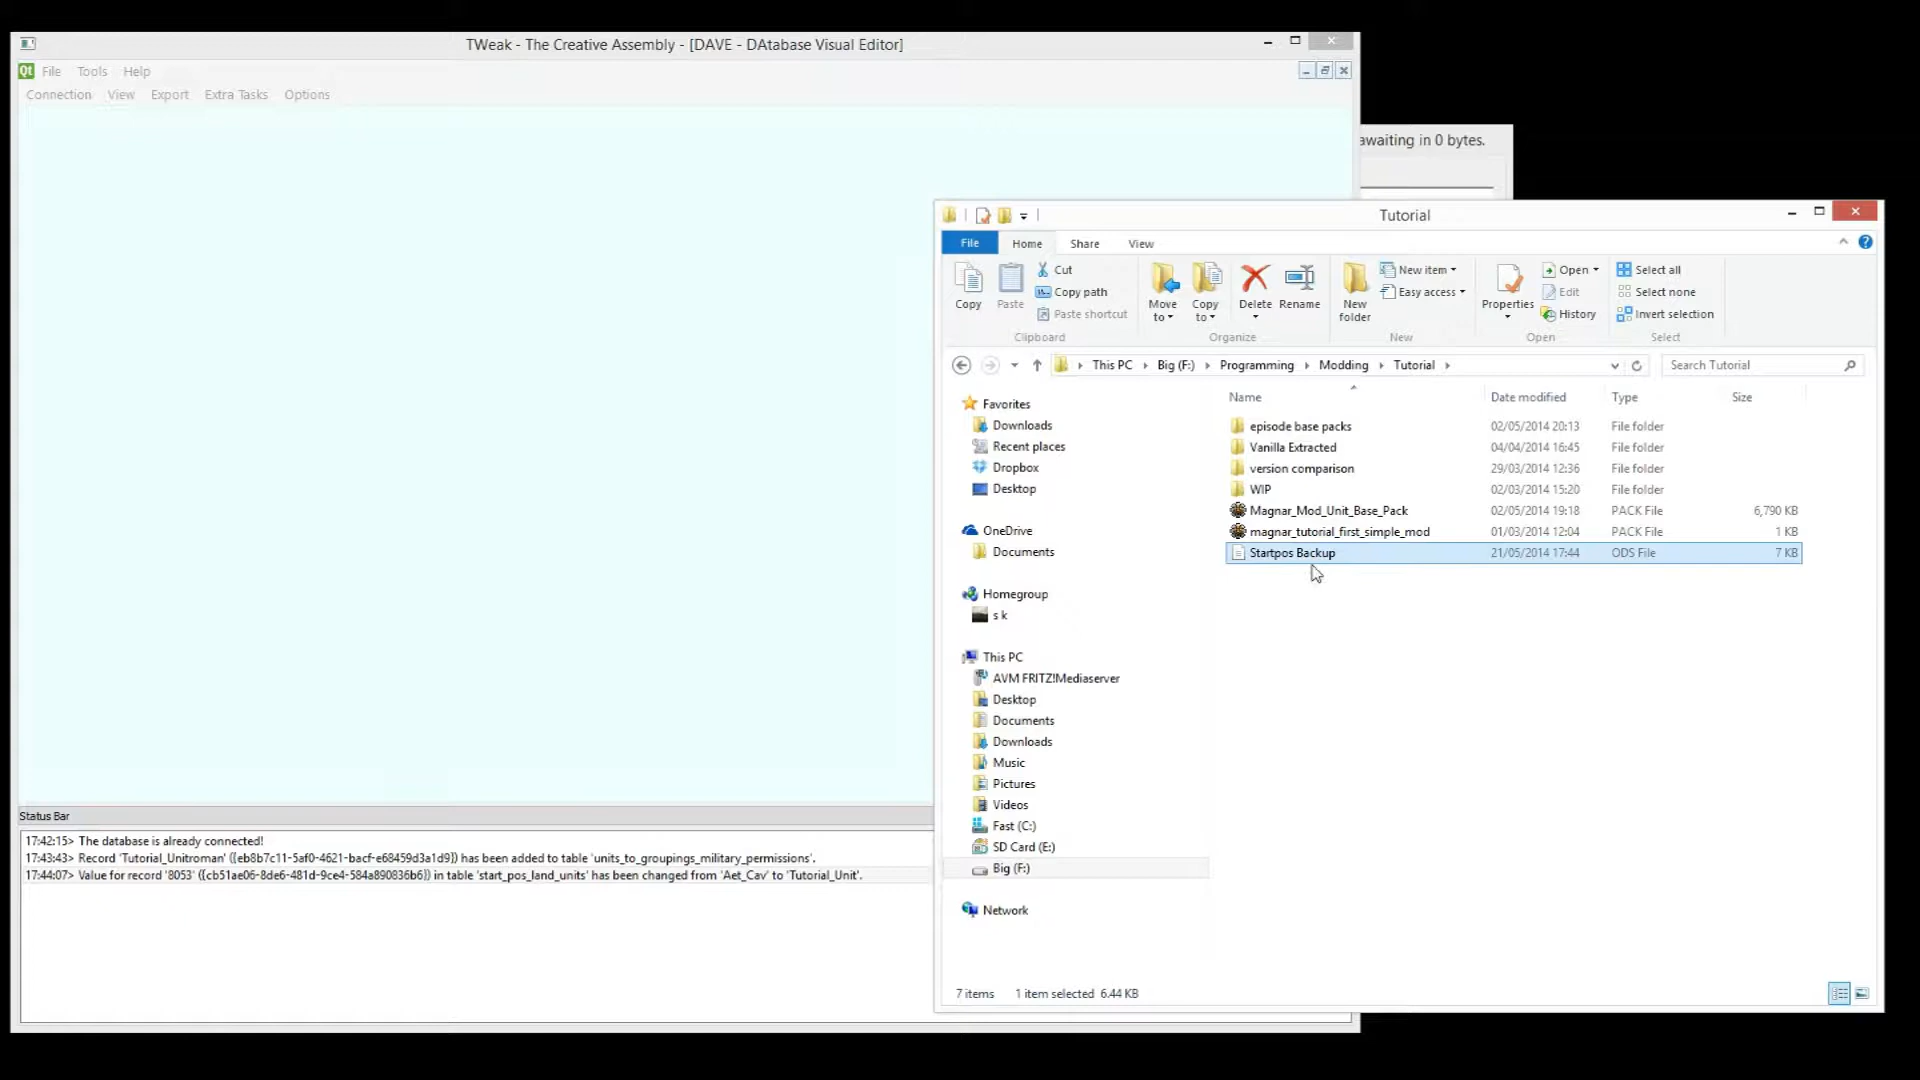 TWeak - The Creative Assembly - [DAVE - DAtabase Visual Editor]
Qt File Tools Help
Connection View Export Extra Tasks Options
awaiting in 0 bytes.
Tutorial
File Home Share View
Copy
Paste
Cut
Copy path
Paste shortcut
Clipboard
Move to
Copy to
Delete
Rename
Organize
New folder
New item
Easy access
New
Properties
Open
Edit
History
Open
Select all
Select none
Invert selection
Select
This PC Big (F:) Programming Modding Tutorial
Search Tutorial
Name Date modified Type Size
Favorites
Downloads
Recent places
Dropbox
Desktop
OneDrive
Documents
Homegroup
s k
This PC
AVM FRITZ!Mediaserver
Desktop
Documents
Downloads
Music
Pictures
Videos
Fast (C:)
SD Card (E:)
Big (F:)
Network
episode base packs 02/05/2014 20:13 File folder
Vanilla Extracted 04/04/2014 16:45 File folder
version comparison 29/03/2014 12:36 File folder
WIP 02/03/2014 15:20 File folder
Magnar_Mod_Unit_Base_Pack 02/05/2014 19:18 PACK File 6,790 KB
magnar_tutorial_first_simple_mod 01/03/2014 12:04 PACK File 1 KB
Startpos Backup 21/05/2014 17:44 ODS File 7 KB
7 items 1 item selected 6.44 KB
Status Bar
17:42:15> The database is already connected!
17:43:43> Record 'Tutorial_Unitroman' ({eb8b7c11-5af0-4621-bacf-e68459d3a1d9}) has been added to table 'units_to_groupings_military_permissions'.
17:44:07> Value for record '8053' ({cb51ae06-8de6-481d-9ce4-584a890836b6}) in table 'start_pos_land_units' has been changed from 'Aet_Cav' to 'Tutorial_Unit'.